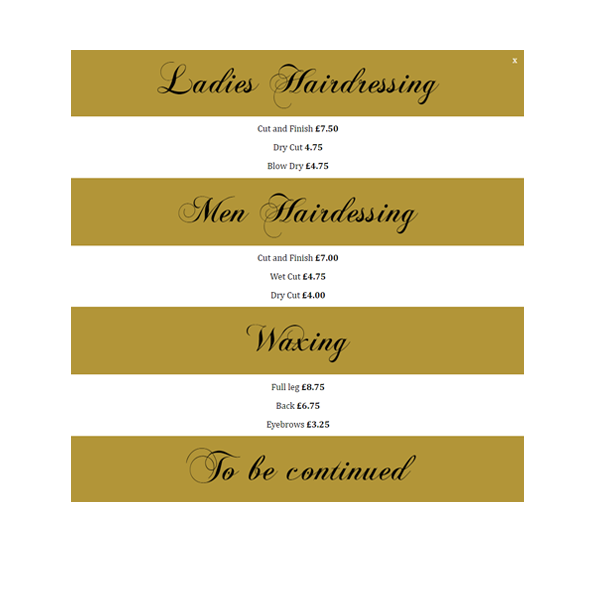 x
Ladies Hairdressing
Cut and Finish £7.50
Dry Cut 4.75
Blow Dry £4.75
Men Hairdessing
Cut and Finish £7.00
Wet Cut £4.75
Dry Cut £4.00
Waxing
Full leg £8.75
Back £6.75
Eyebrows £3.25
To be continued